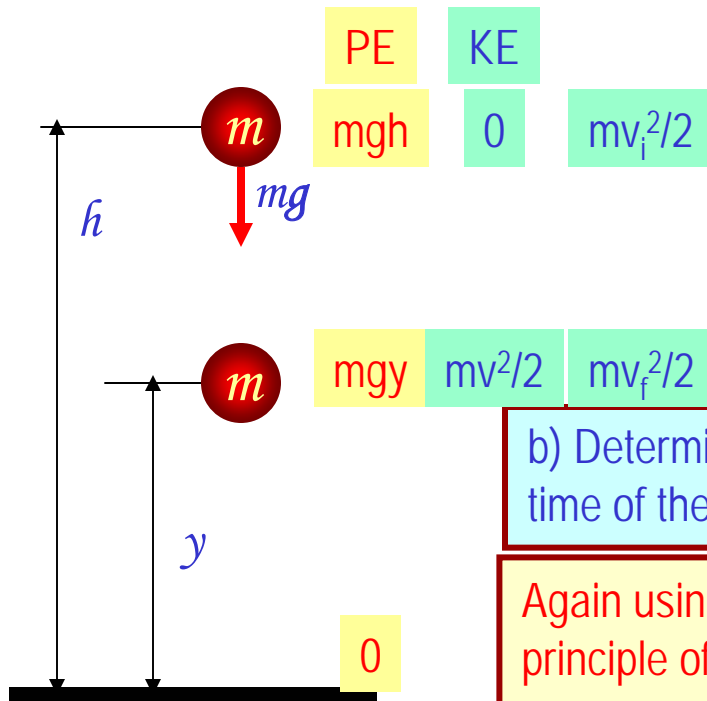 PE KE
m mgh 0 mvᵢ²/2
mg
h
m mgy mv²/2 mv_f²/2
b) Determi
time of the
y
Again usin
principle of
0